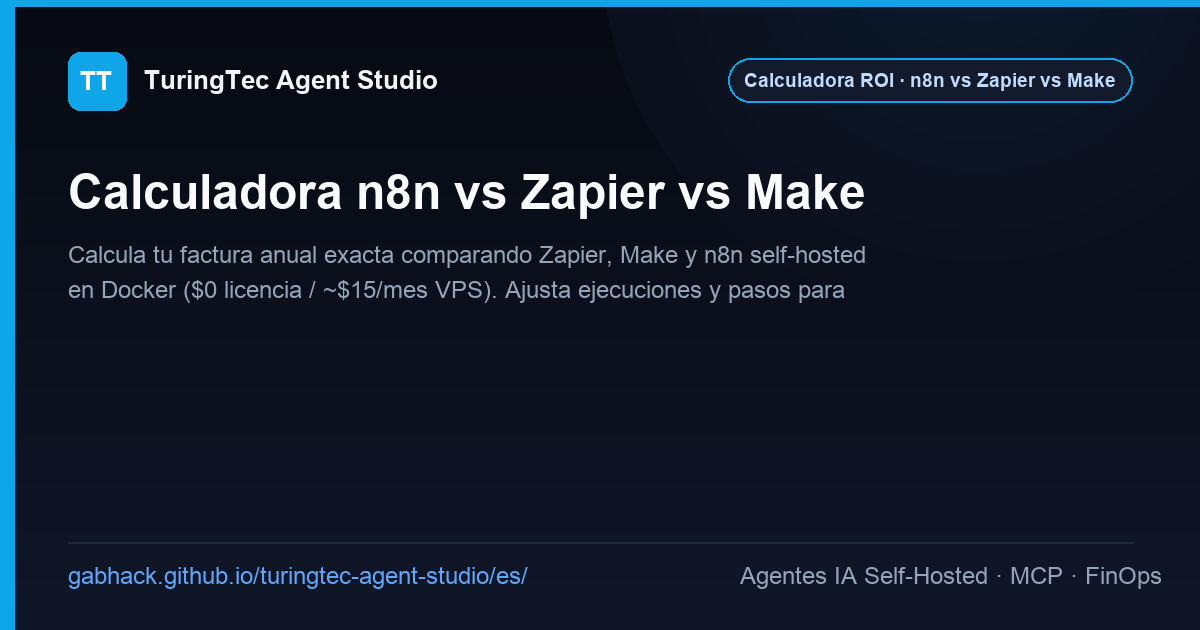 TT
TuringTec Agent Studio
Calculadora ROI · n8n vs Zapier vs Make
Calculadora n8n vs Zapier vs Make
Calcula tu factura anual exacta comparando Zapier, Make y n8n self-hosted
en Docker ($0 licencia / ~$15/mes VPS). Ajusta ejecuciones y pasos para
gabhack.github.io/turingtec-agent-studio/es/
Agentes IA Self-Hosted · MCP · FinOps